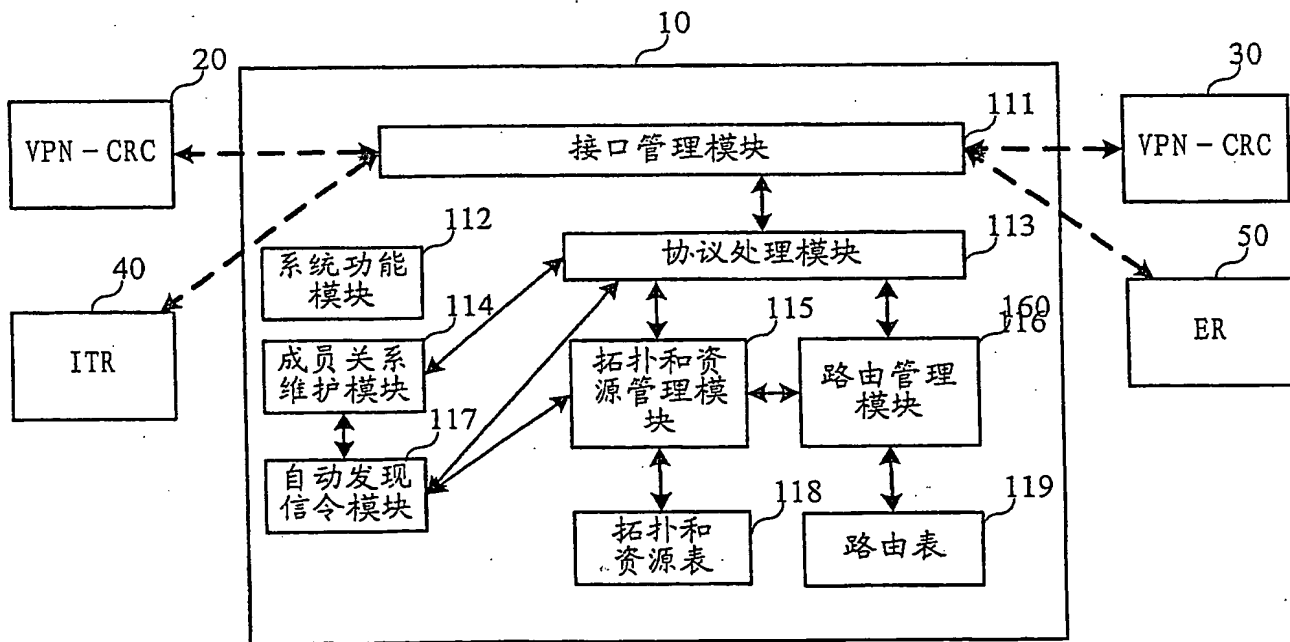 10
20
30
VPN-CRC
111
接口管理模块
VPN-CRC
112
系统功能
模块
113
协议处理模块
40
ITR
50
ER
114
成员关系
维护模块
115
拓扑和资
源管理模
块
160
116
路由管理
模块
117
自动发现
信令模块
118
拓扑和
资源表
119
路由表